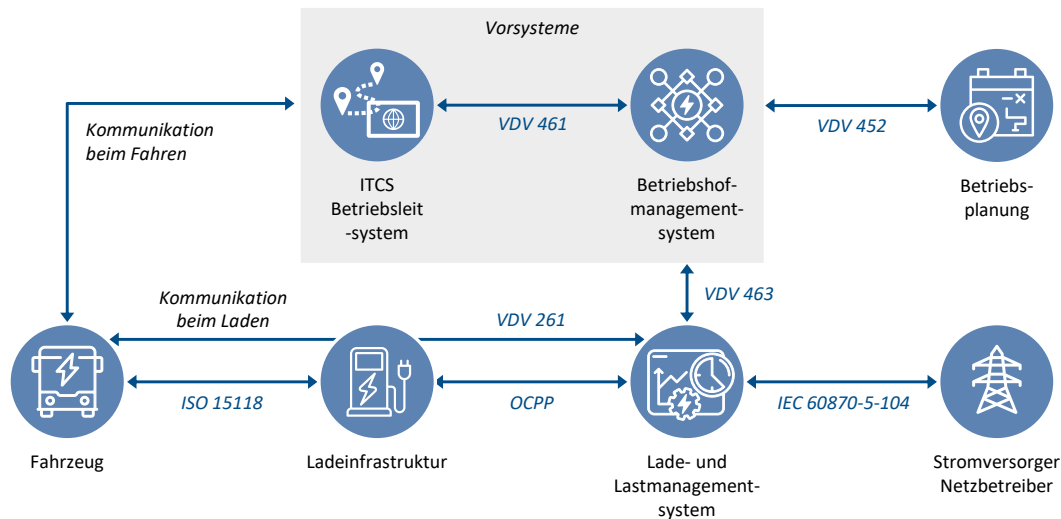 Vorsysteme
Kommunikation
beim Fahren
VDV 461
VDV 452
ITCS
Betriebsleit
-system
Betriebshof-
management-
system
Betriebs-
planung
VDV 463
Kommunikation
beim Laden
VDV 261
ISO 15118
OCPP
IEC 60870-5-104
Fahrzeug
Ladeinfrastruktur
Lade- und
Lastmanagement-
system
Stromversorger
Netzbetreiber